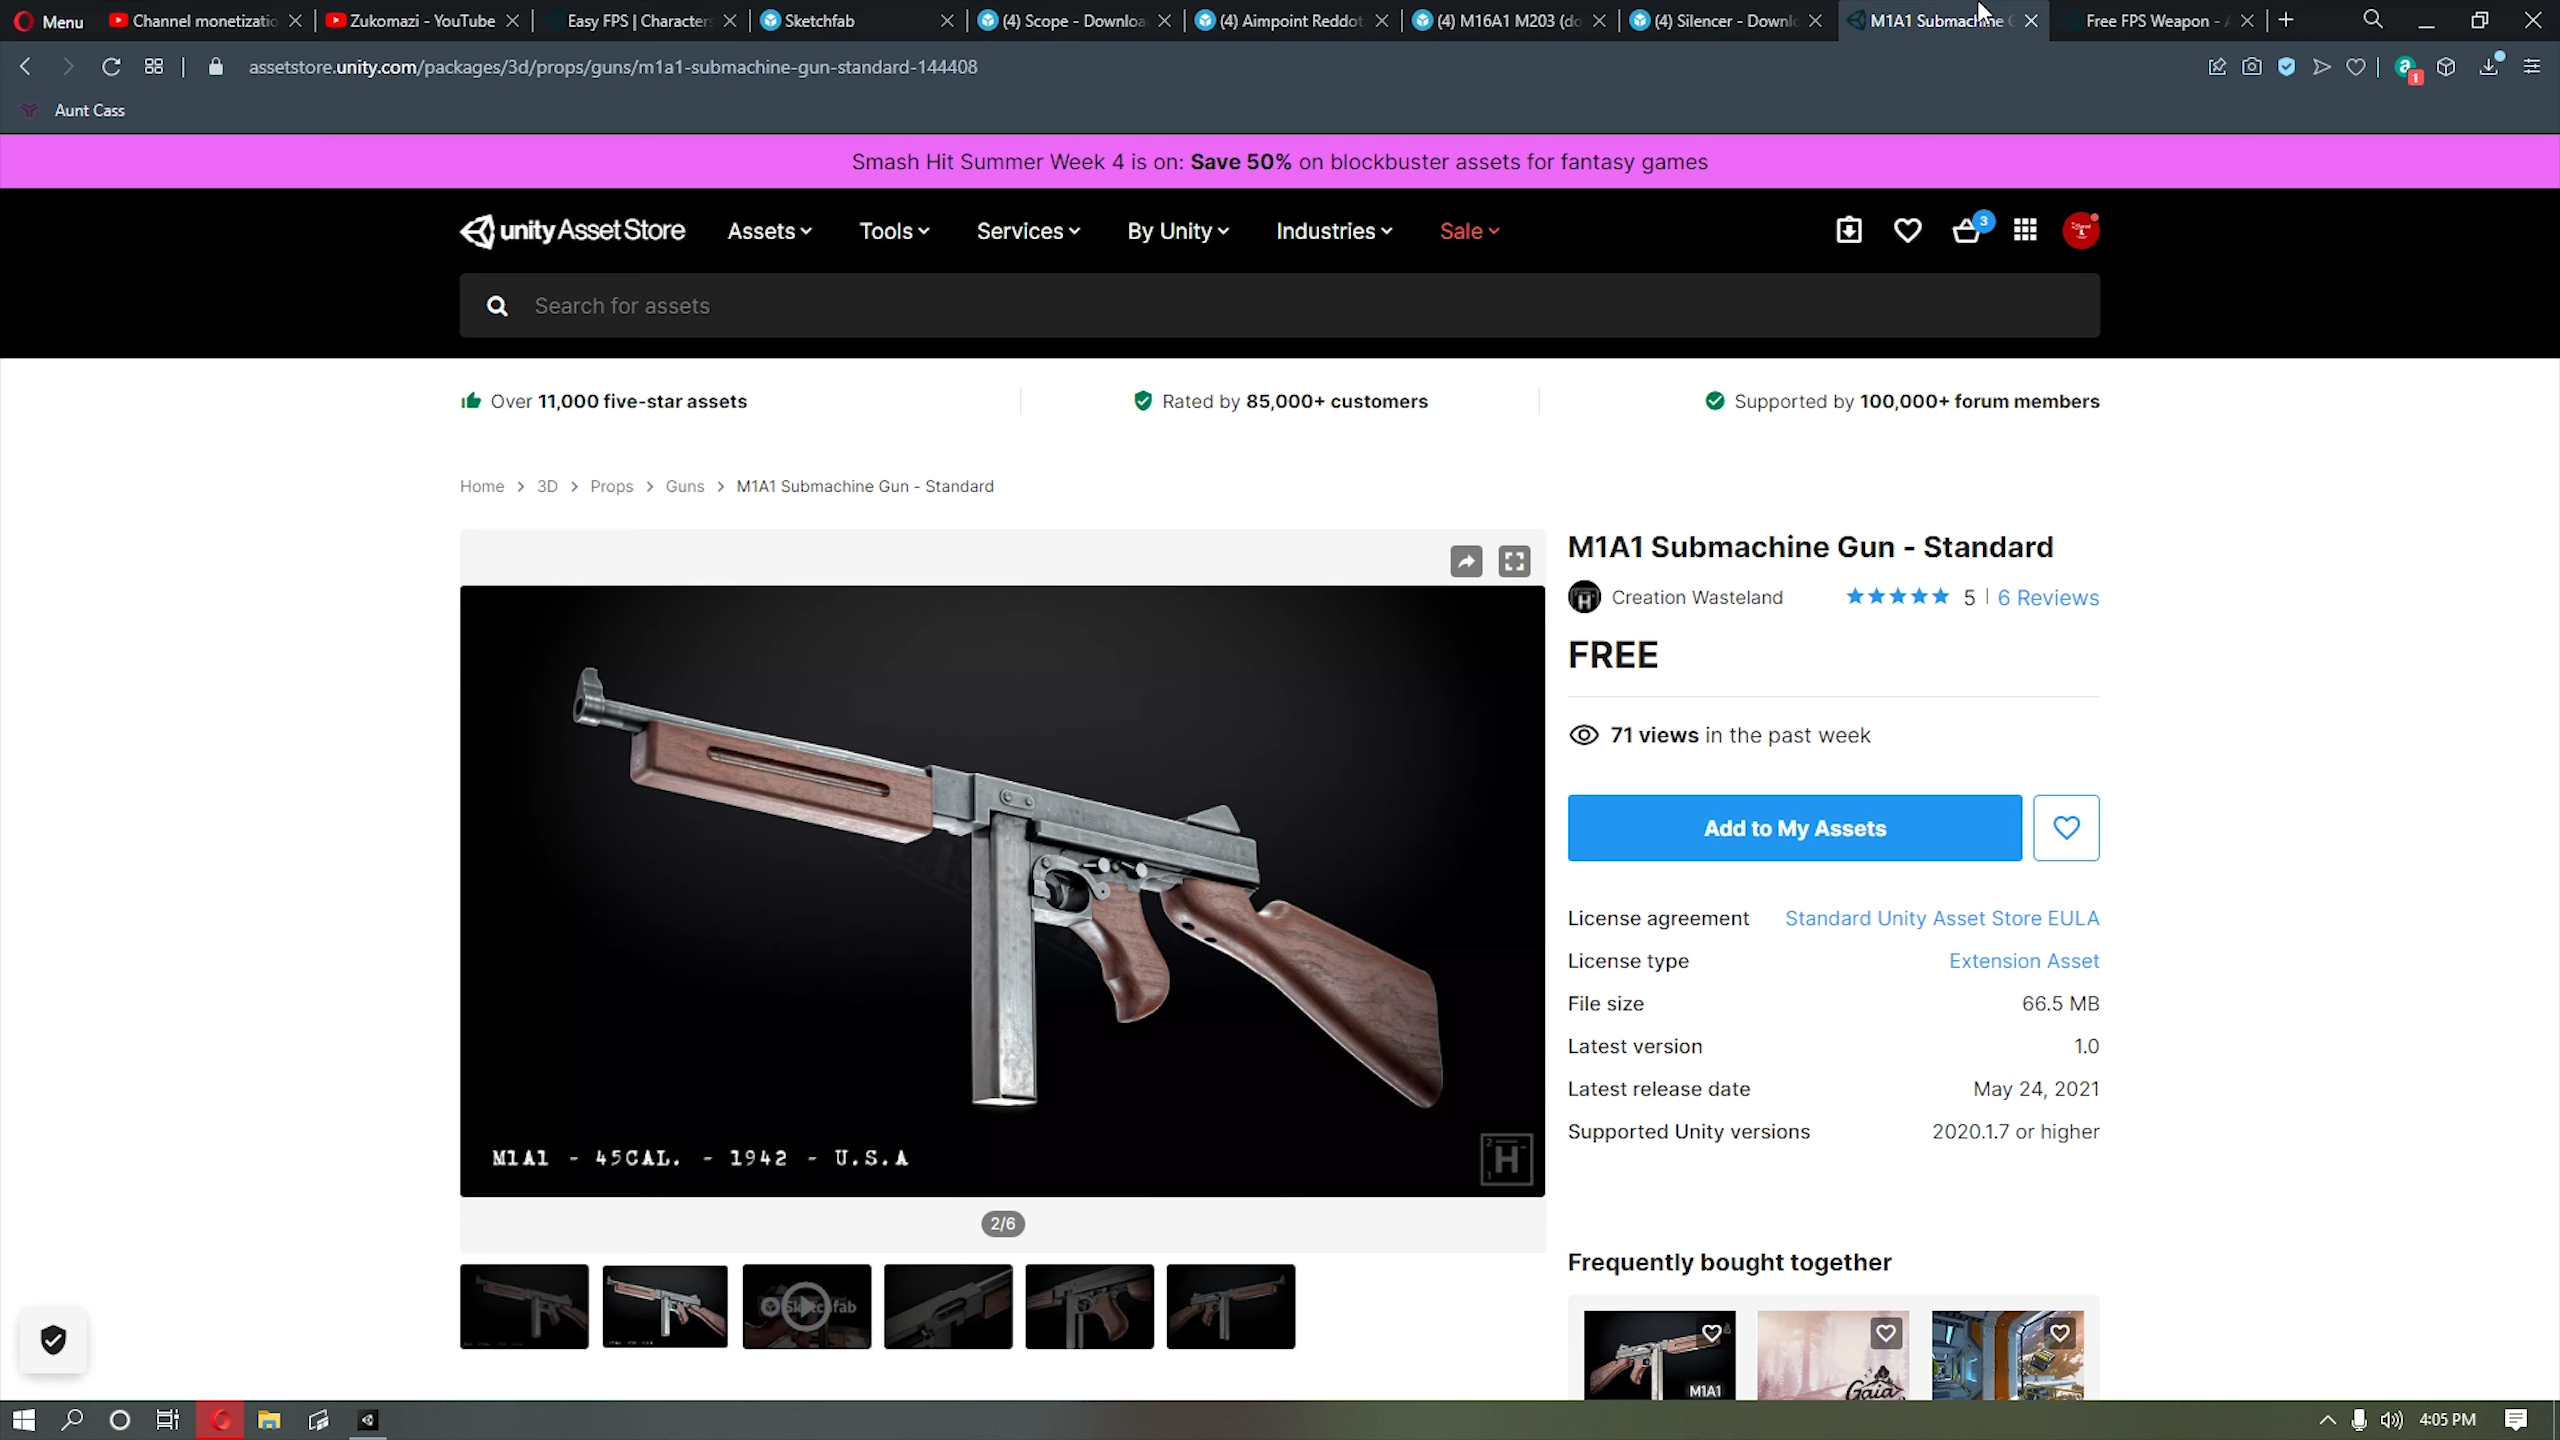 Menu
Channel monetizatio
Zukomazi - YouTube
Easy FPS | Characters
Sketchfab
(4) Scope - Downloa
(4) Aimpoint Reddot
(4) M16A1 M203 (do
(4) Silencer - Downlo
M1A1 Submachine G
Free FPS Weapon - A
assetstore.unity.com/packages/3d/props/guns/m1a1-submachine-gun-standard-144408
1
Aunt Cass
Smash Hit Summer Week 4 is on: Save 50% on blockbuster assets for fantasy games
unity Asset Store
Assets
Tools
Services
By Unity
Industries
Sale
3
Search for assets
Over 11,000 five-star assets
Rated by 85,000+ customers
Supported by 100,000+ forum members
Home > 3D > Props > Guns > M1A1 Submachine Gun - Standard
M1A1 - 45CAL. - 1942 - U.S.A
H
2/6
Sketchfab
M1A1 Submachine Gun - Standard
Creation Wasteland
5 | 6 Reviews
FREE
71 views in the past week
Add to My Assets
License agreement Standard Unity Asset Store EULA
License type Extension Asset
File size 66.5 MB
Latest version 1.0
Latest release date May 24, 2021
Supported Unity versions 2020.1.7 or higher
Frequently bought together
M1A1
Gaia
4:05 PM